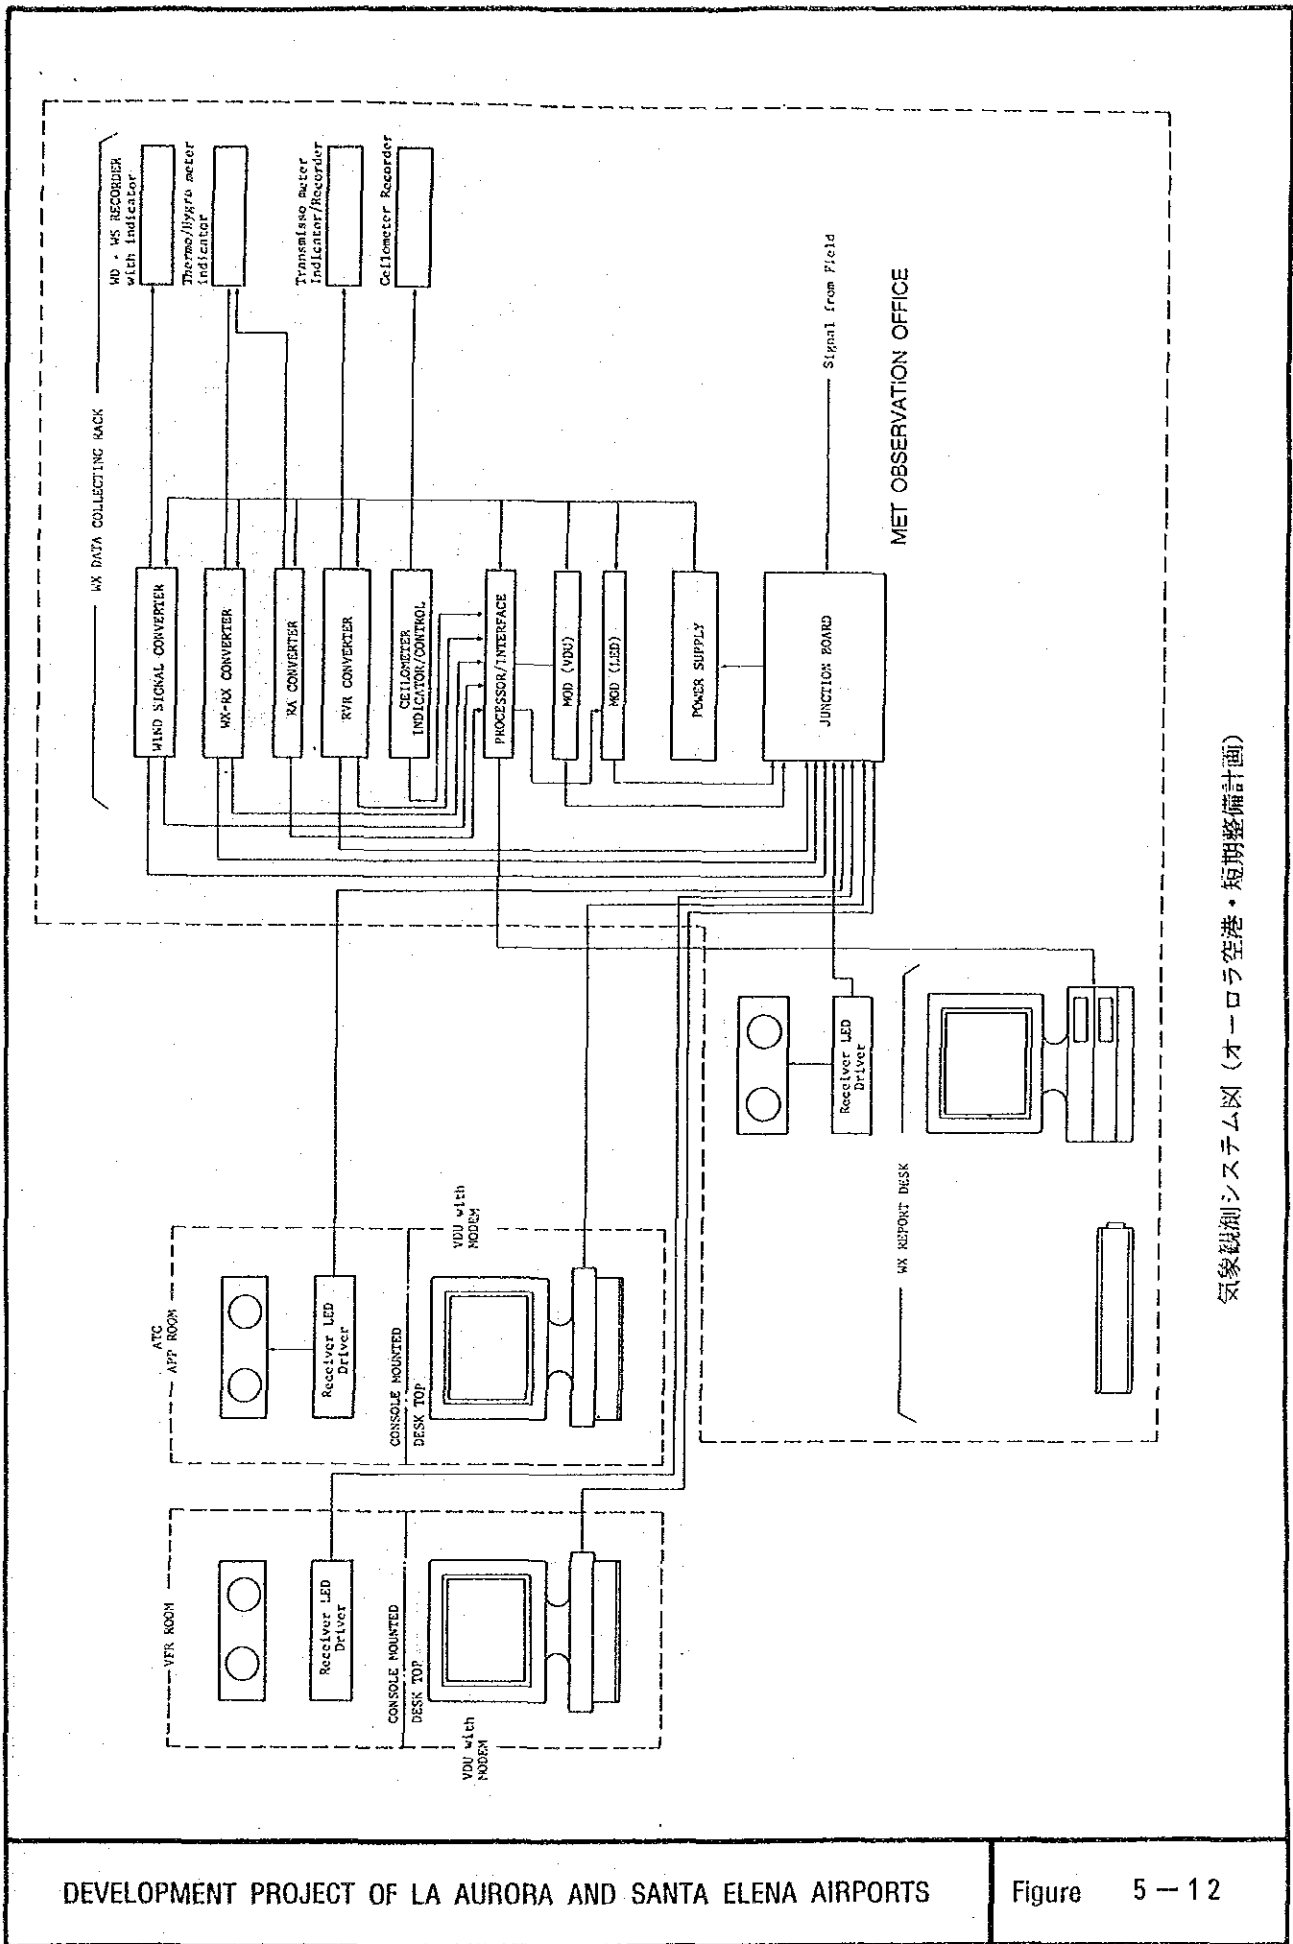 WX DATA COLLECTING RACK
WD - WS RECORDER
with indicator
Thermo/Hygro meter
indicator
Transmisso meter
Indicator/Recorder
Ceilometer Recorder
WIND SIGNAL CONVERTER
WX-RX CONVERTER
RA CONVERTER
RVR CONVERTER
CEILOMETER
INDICATOR/CONTROL
PROCESSOR/INTERFACE
MOD (VDU)
MOD (LED)
POWER SUPPLY
JUNCTION BOARD
Signal from Field
MET OBSERVATION OFFICE
VFR ROOM
Receiver LED
Driver
CONSOLE MOUNTED
DESK TOP
VDU with
MODEM
ATC
APP ROOM
Receiver LED
Driver
CONSOLE MOUNTED
DESK TOP
VDU with
MODEM
Receiver LED
Driver
WX REPORT DESK
気象観測システム図(オーロラ空港・短期整備計画)
DEVELOPMENT PROJECT OF LA AURORA AND SANTA ELENA AIRPORTS
Figure 5-12